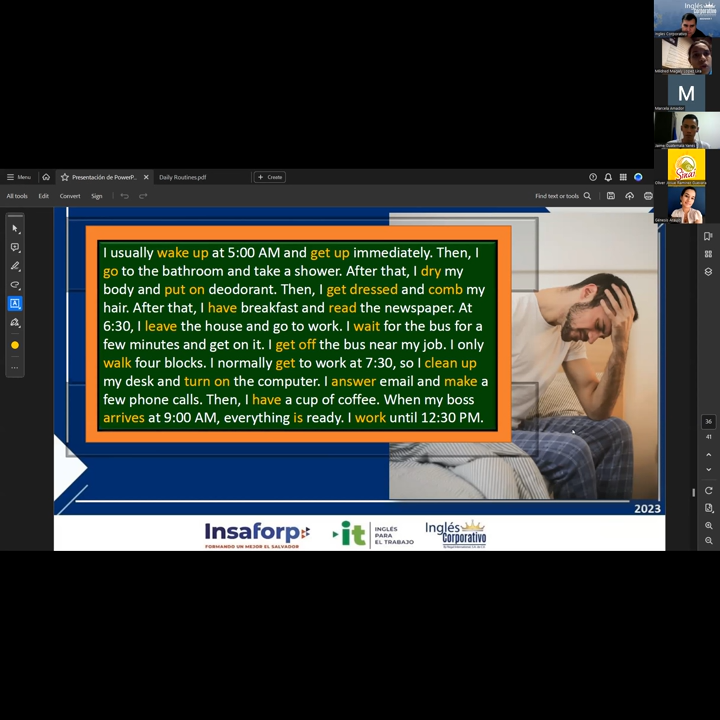 Inglés Corporativo
Inglés Corporativo
M
Marcela Amador
Sinaí
Menu
Presentación de PowerP...
Daily Routines.pdf
+ Create
All tools
Edit
Convert
Sign
Find text or tools
I usually wake up at 5:00 AM and get up immediately. Then, I
go to the bathroom and take a shower. After that, I dry my
body and put on deodorant. Then, I get dressed and comb my
hair. After that, I have breakfast and read the newspaper. At
6:30, I leave the house and go to work. I wait for the bus for a
few minutes and get on it. I get off the bus near my job. I only
walk four blocks. I normally get to work at 7:30, so I clean up
my desk and turn on the computer. I answer email and make a
few phone calls. Then, I have a cup of coffee. When my boss
arrives at 9:00 AM, everything is ready. I work until 12:30 PM.
36
41
2023
Insaforp
FORMANDO UN MEJOR EL SALVADOR
it
INGLÉS
PARA
EL TRABAJO
Inglés
Corporativo